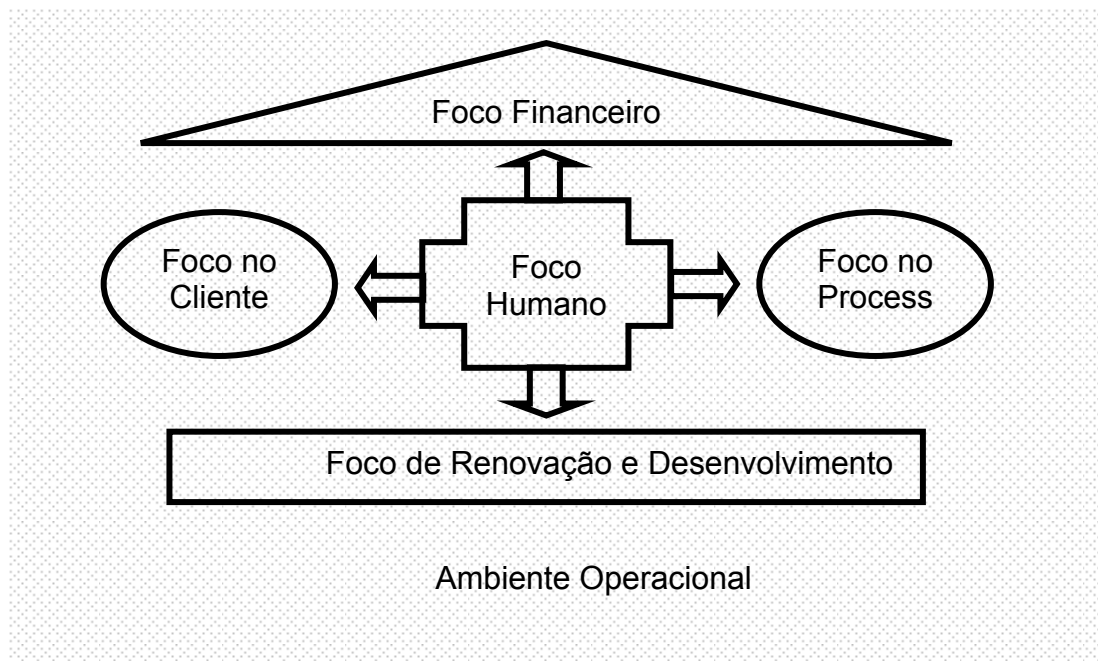 Foco Financeiro
Foco no
Cliente
Foco
Humano
Foco no
Process
Foco de Renovação e Desenvolvimento
Ambiente Operacional